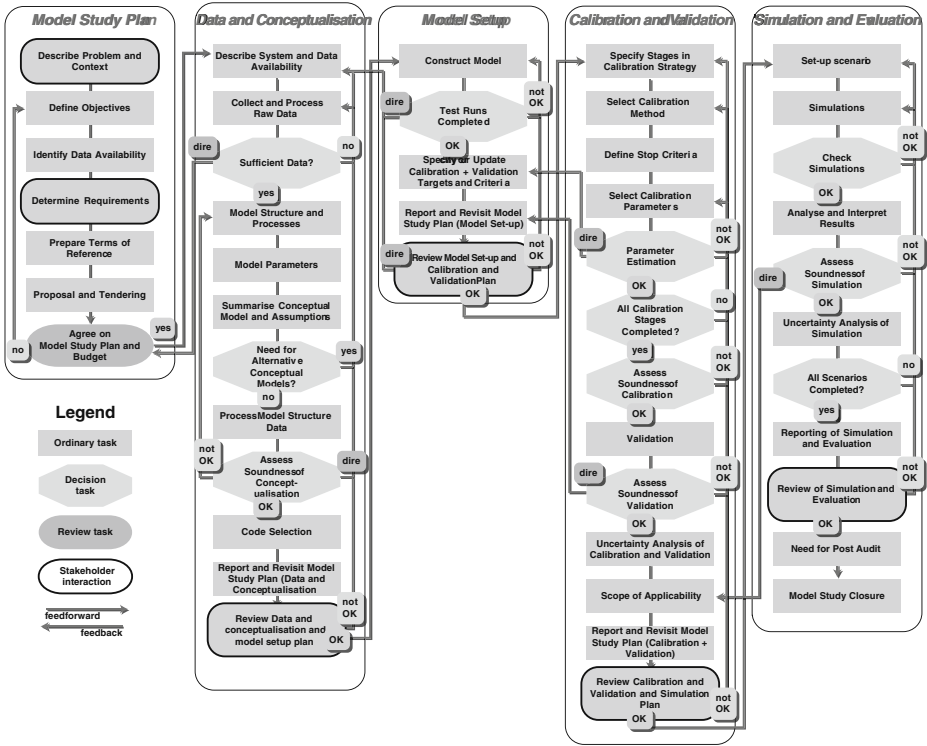 Model Study Plan
Describe Problem and
Context
Define Objectives
Identify Data Availability
Determine Requirements
Prepare Terms of
Reference
Proposal and Tendering
Agree on
Model Study Plan and
Budget
no
yes
Legend
Ordinary task
Decision
task
Review task
Stakeholder
interaction
feedforward
feedback
Data and Conceptualisation
Describe System and Data
Availability
Collect and Process
Raw Data
dire
Sufficient Data?
no
yes
Model Structure and
Processes
Model Parameters
Summarise Conceptual
Model and Assumptions
Need for
Alternative
Conceptual
Models?
yes
no
Process Model Structure
Data
not
OK
Assess
Soundness of
Concept-
ualisation
dire
OK
Code Selection
Report and Revisit Model
Study Plan (Data and
Conceptualisation
not
OK
Review Data and
conceptualisation and
model setup plan
OK
Model Setup
Construct Model
dire
Test Runs
Completed
not
OK
OK
Specify or Update
Calibration + Validation
Targets and Criteria
Report and Revisit Model
Study Plan (Model Set-up)
dire
not
OK
Review Model Set-up and
Calibration and
Validation Plan
OK
Calibration and Validation
Specify Stages in
Calibration Strategy
Select Calibration
Method
Define Stop Criteria
Select Calibration
Parameters
dire
Parameter
Estimation
not
OK
OK
All Calibration
Stages
Completed?
no
yes
Assess
Soundness of
Calibration
not
OK
OK
Validation
dire
Assess
Soundness of
Validation
not
OK
OK
Uncertainty Analysis of
Calibration and Validation
Scope of Applicability
Report and Revisit Model
Study Plan (Calibration +
Validation)
Review Calibration and
Validation and Simulation
Plan
not
OK
OK
Simulation and Evaluation
Set-up scenario
Simulations
Check
Simulations
not
OK
OK
Analyse and Interpret
Results
dire
Assess
Soundness of
Simulation
not
OK
OK
Uncertainty Analysis of
Simulation
All Scenarios
Completed?
no
yes
Reporting of Simulation
and Evaluation
Review of Simulation and
Evaluation
not
OK
OK
Need for Post Audit
Model Study Closure